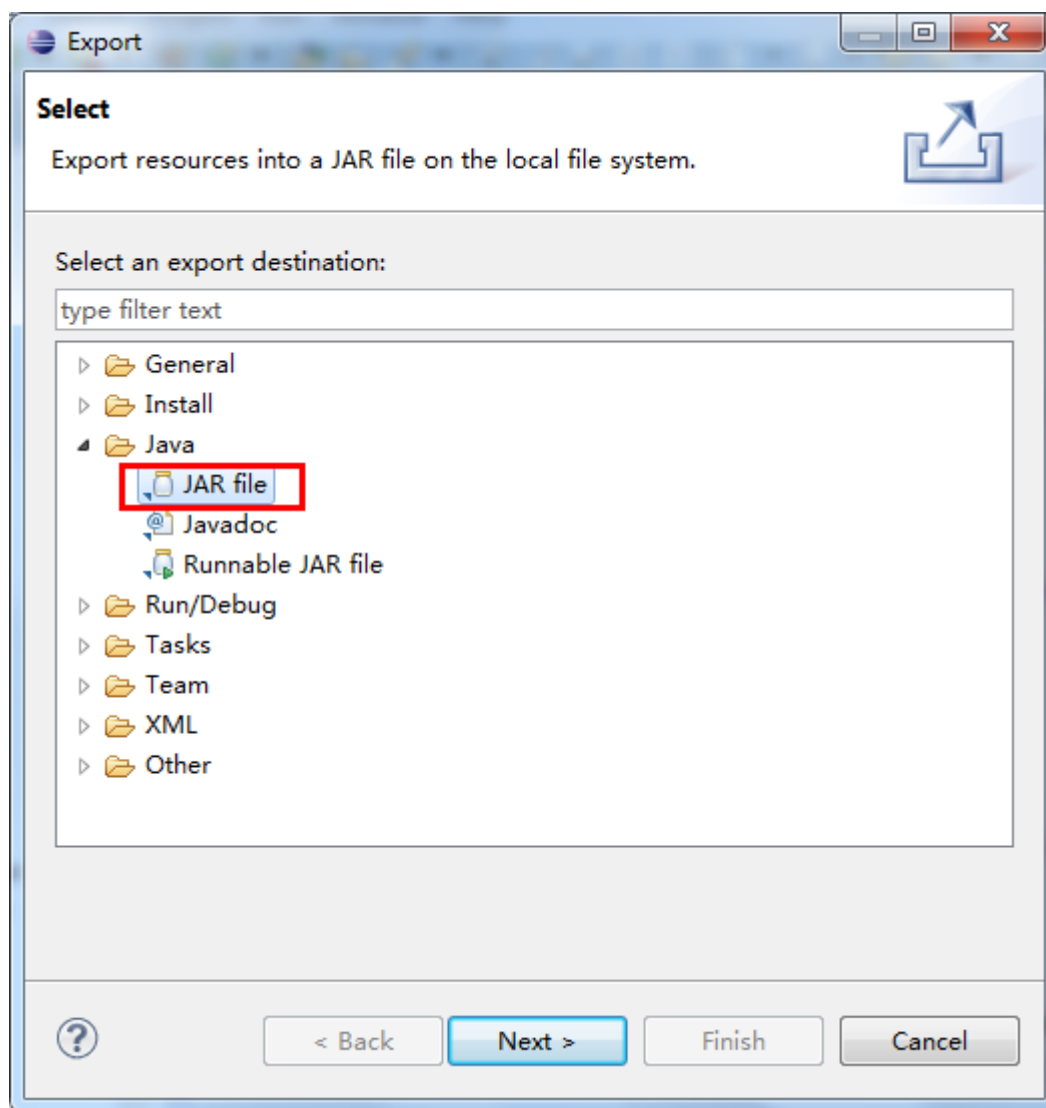 Export
Select
Export resources into a JAR file on the local file system.
Select an export destination:
type filter text
General
Install
Java
JAR file
Javadoc
Runnable JAR file
Run/Debug
Tasks
Team
XML
Other
< Back Next > Finish Cancel